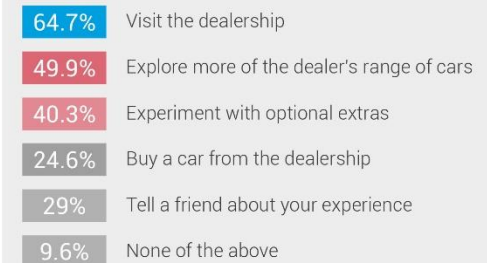 64.7% Visit the dealership
49.9% Explore more of the dealer's range of cars
40.3% Experiment with optional extras
24.6% Buy a car from the dealership
29% Tell a friend about your experience
9.6% None of the above